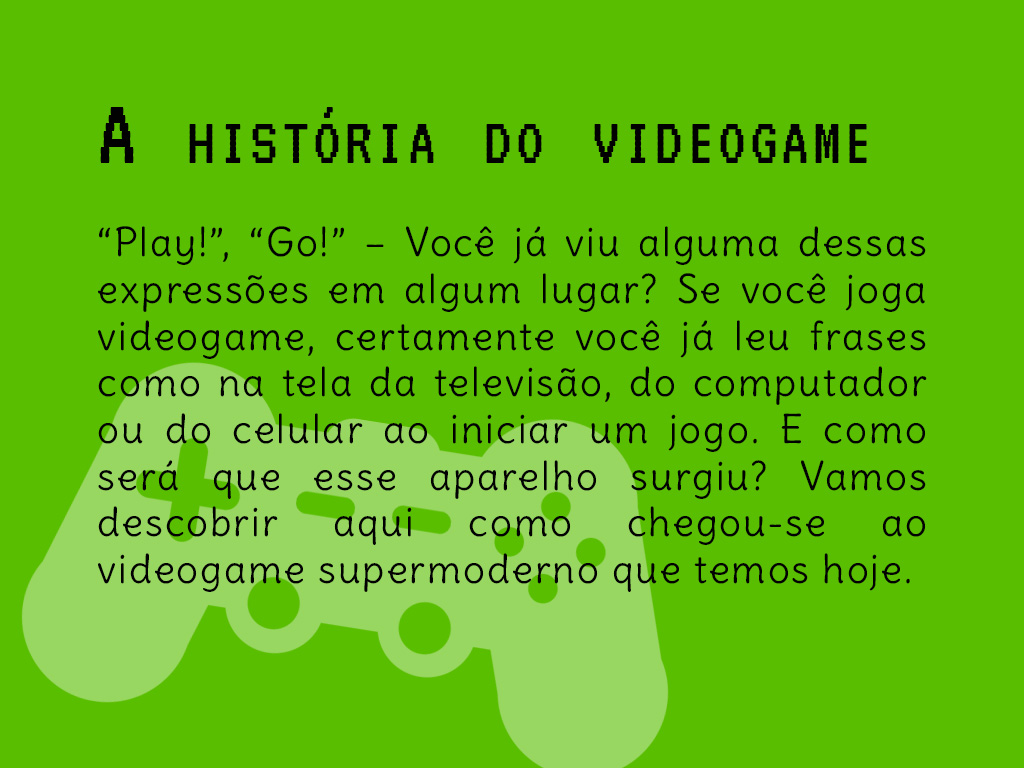 A HISTÓRIA DO VIDEOGAME
“Play!”, “Go!” – Você já viu alguma dessas
expressões em algum lugar? Se você joga
videogame, certamente você já leu frases
como na tela da televisão, do computador
ou do celular ao iniciar um jogo. E como
será que esse aparelho surgiu? Vamos
descobrir aqui como chegou-se ao
videogame supermoderno que temos hoje.